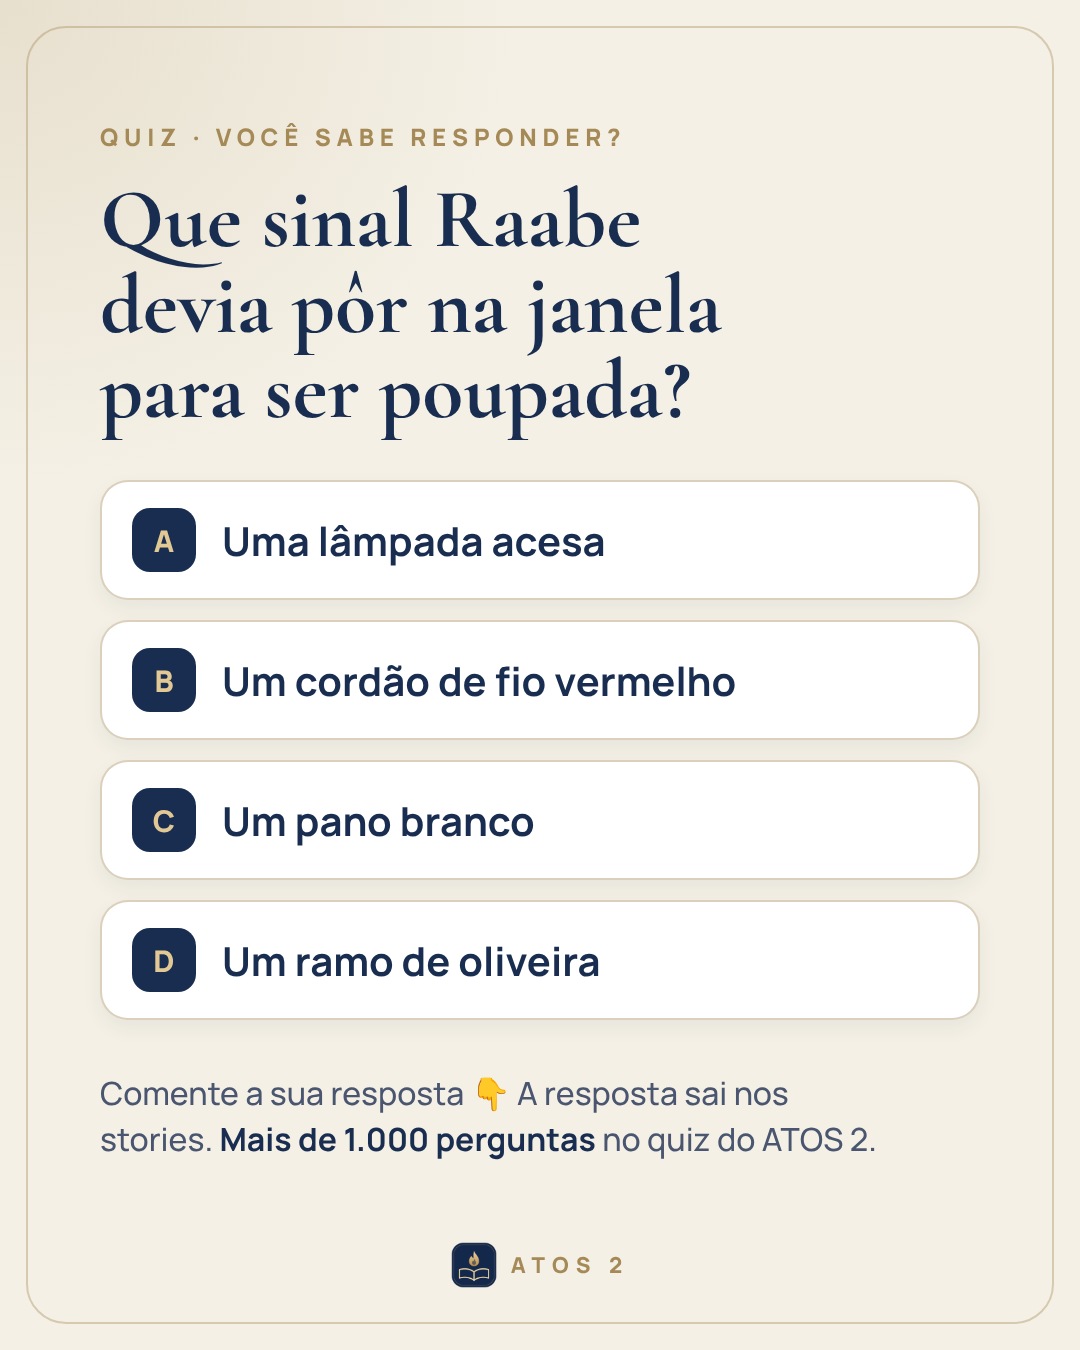 QUIZ · VOCÊ SABE RESPONDER?
Que sinal Raabe
devia pôr na janela
para ser poupada?
A Uma lâmpada acesa
B Um cordão de fio vermelho
C Um pano branco
D Um ramo de oliveira
Comente a sua resposta 👇 A resposta sai nos
stories. Mais de 1.000 perguntas no quiz do ATOS 2.
ATOS 2